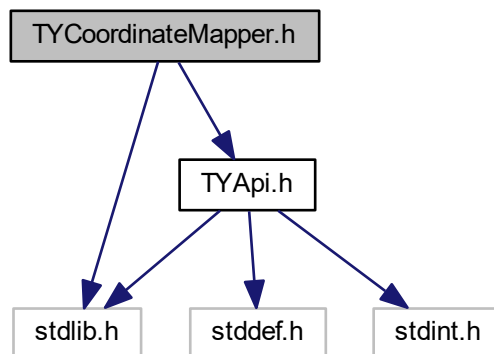 TYCoordinateMapper.h
TYApi.h
stdlib.h
stddef.h
stdint.h